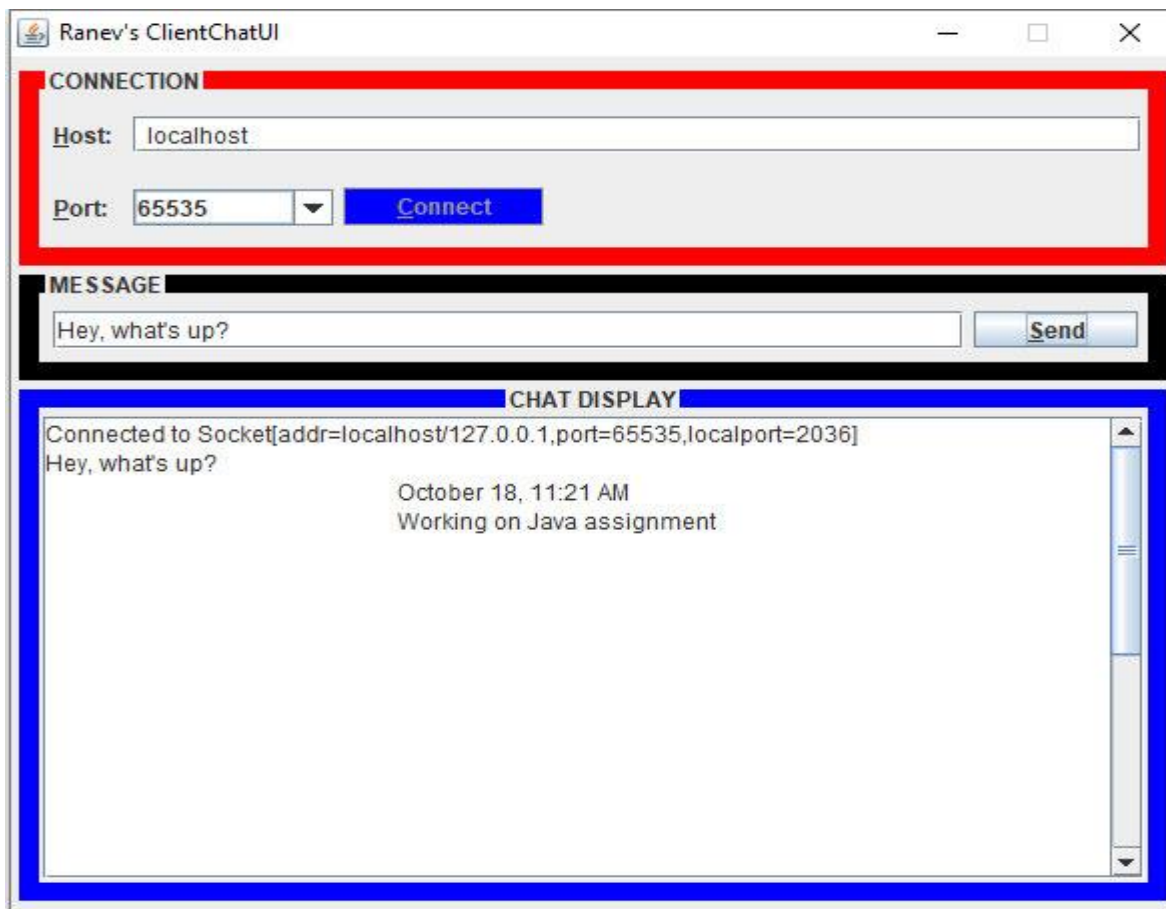 Ranev's ClientChatUI
CONNECTION
Host: localhost
Port: 65535 Connect
MESSAGE
Hey, what's up? Send
CHAT DISPLAY
Connected to Socket[addr=localhost/127.0.0.1,port=65535,localport=2036]
Hey, what's up?
October 18, 11:21 AM
Working on Java assignment